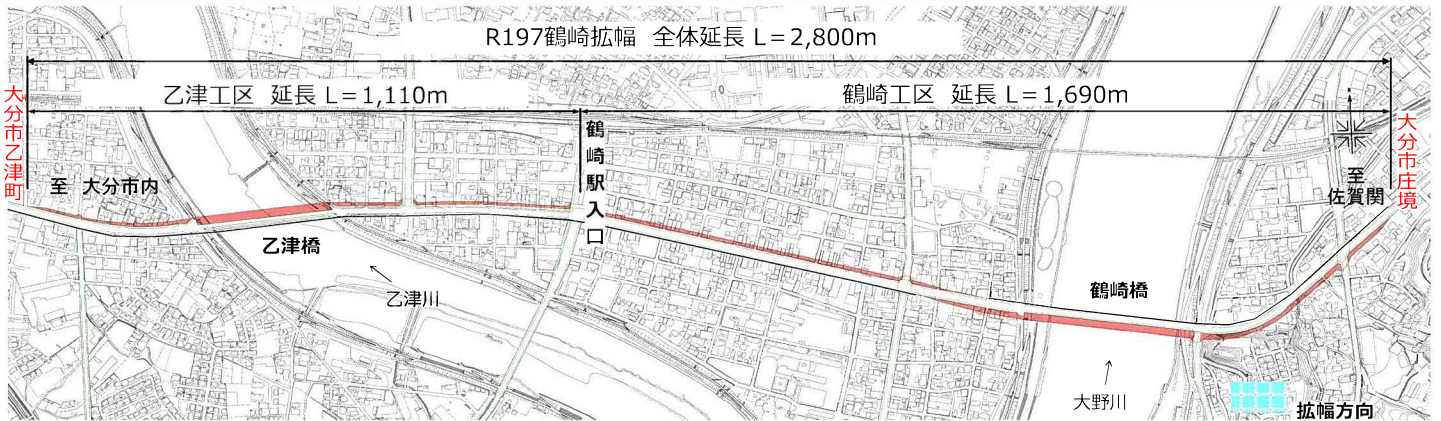 R197鶴崎拡幅 全体延長 L=2,800m
乙津工区 延長 L=1,110m
鶴崎工区 延長 L=1,690m
大分市乙津町
至 大分市内
鶴崎駅入口
大分市庄境
至
佐賀関
乙津橋
乙津川
鶴崎橋
大野川
拡幅方向